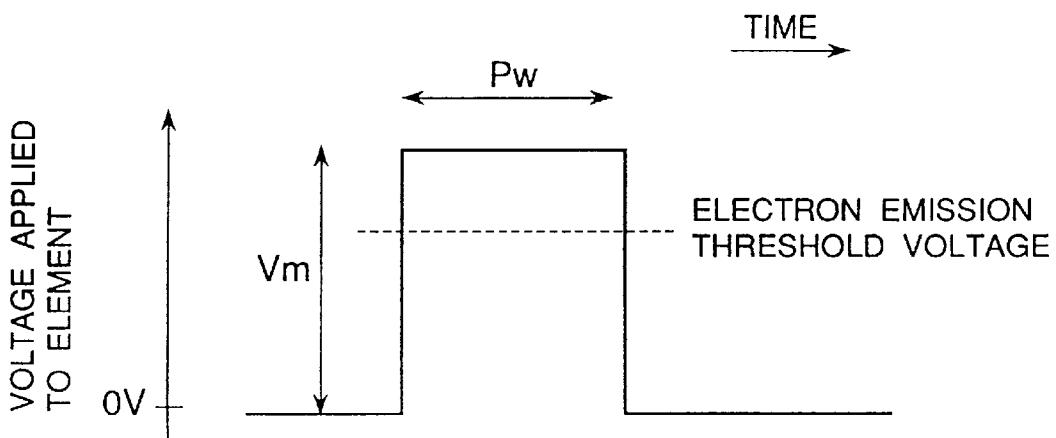 TIME
Pw
VOLTAGE APPLIED
TO ELEMENT
ELECTRON EMISSION
THRESHOLD VOLTAGE
Vm
0V